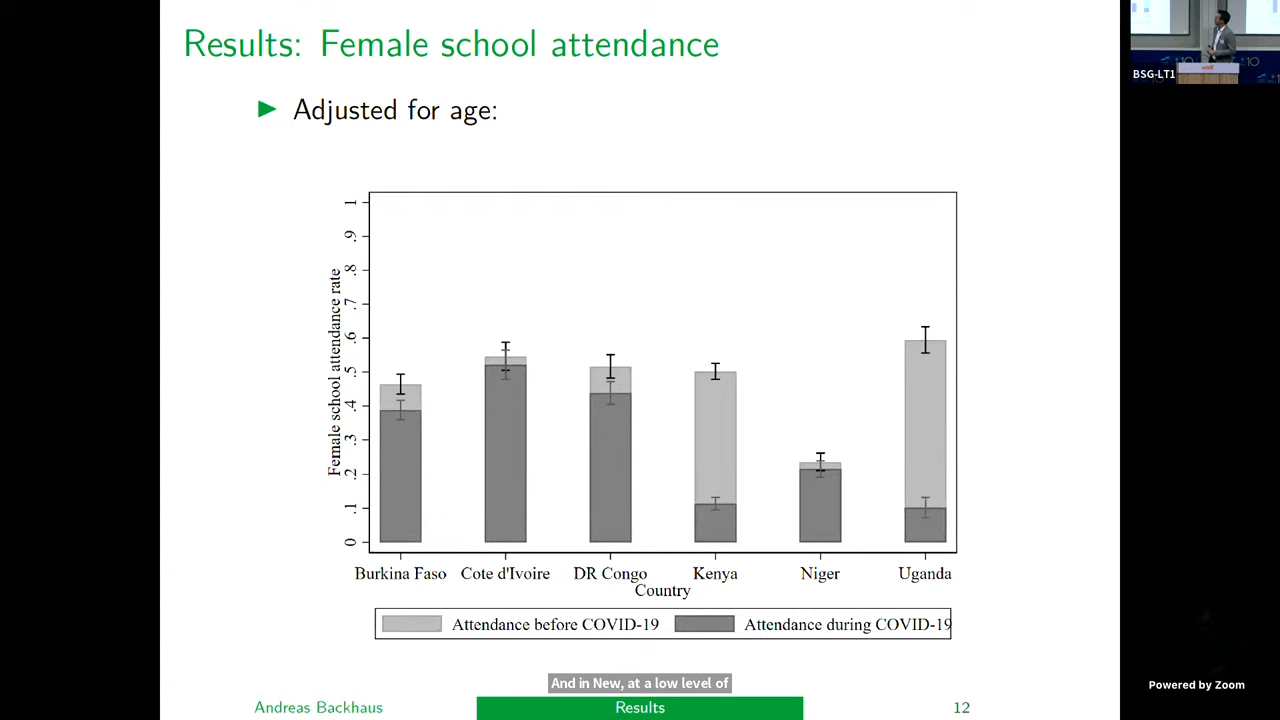 Results: Female school attendance
BSG-LT1
Adjusted for age:
Female school attendance rate
1
.9
.8
.7
.6
.5
.4
.3
.2
.1
0
Burkina Faso Cote d'Ivoire DR Congo Kenya Niger Uganda
Country
Attendance before COVID-19 Attendance during COVID-19
And in New, at a low level of
Powered by Zoom
Andreas Backhaus Results 12